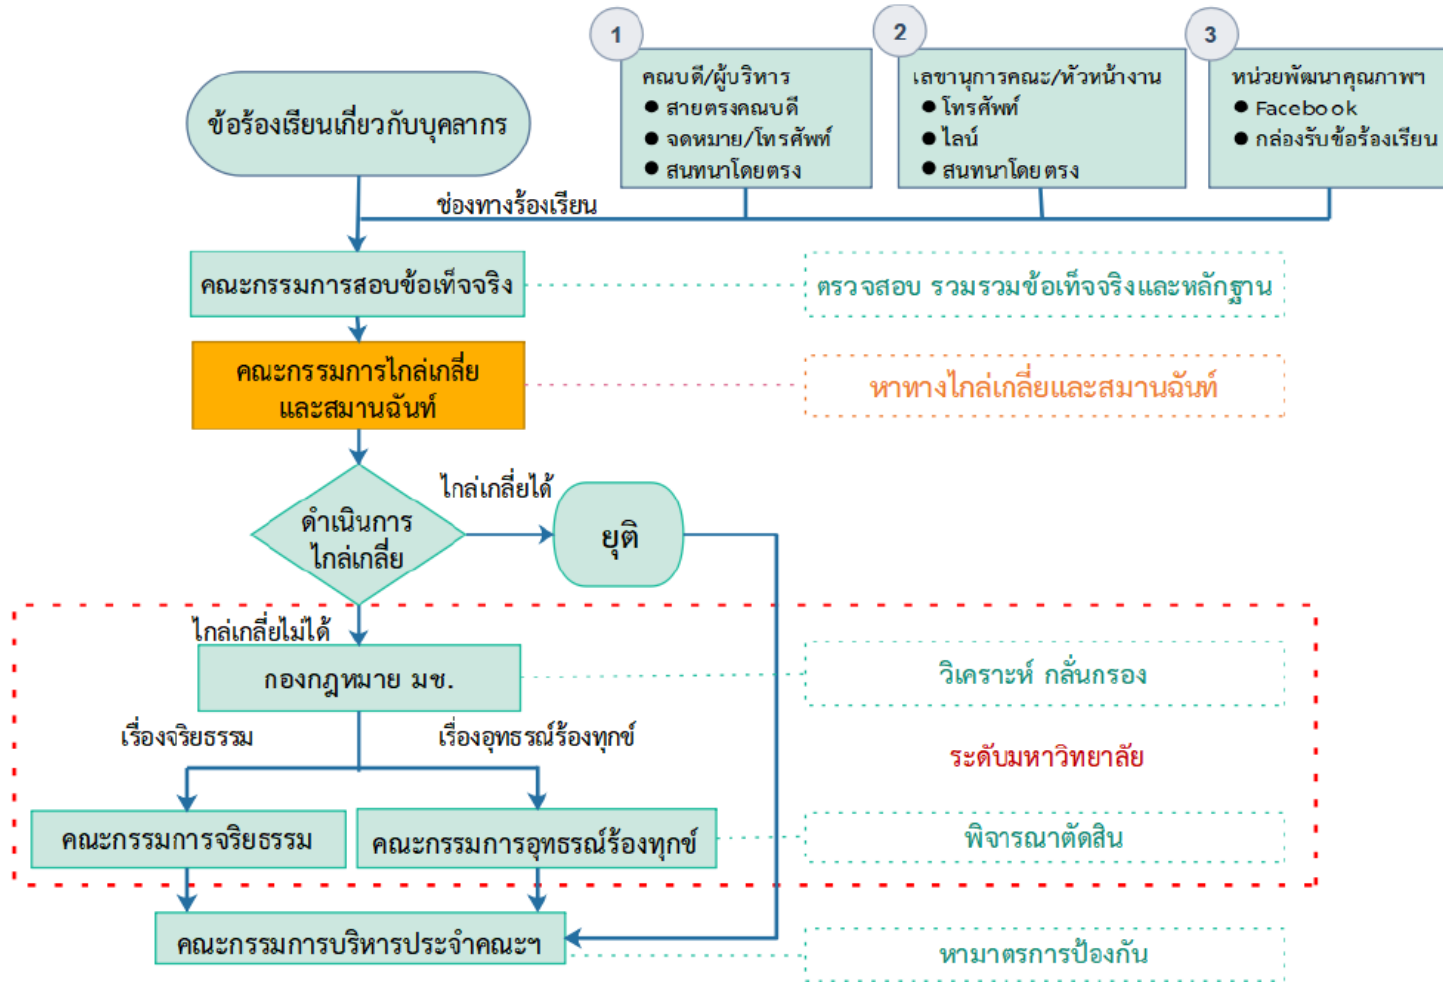 1
คณบดี/ผู้บริหาร
● สายตรงคณบดี
● จดหมาย/โทรศัพท์
● สนทนาโดยตรง
2
เลขานุการคณะ/หัวหน้างาน
● โทรศัพท์
● ไลน์
● สนทนาโดยตรง
3
หน่วยพัฒนาคุณภาพฯ
● Facebook
● กล่องรับข้อร้องเรียน
ข้อร้องเรียนเกี่ยวกับบุคลากร
ช่องทางร้องเรียน
คณะกรรมการสอบข้อเท็จจริง
ตรวจสอบ รวมรวมข้อเท็จจริงและหลักฐาน
คณะกรรมการไกล่เกลี่ย
และสมานฉันท์
หาทางไกล่เกลี่ยและสมานฉันท์
ดำเนินการ
ไกล่เกลี่ย
ไกล่เกลี่ยได้
ยุติ
ไกล่เกลี่ยไม่ได้
กองกฎหมาย มช.
วิเคราะห์ กลั่นกรอง
เรื่องจริยธรรม
เรื่องอุทธรณ์ร้องทุกข์
ระดับมหาวิทยาลัย
คณะกรรมการจริยธรรม
คณะกรรมการอุทธรณ์ร้องทุกข์
พิจารณาตัดสิน
คณะกรรมการบริหารประจำคณะฯ
หามาตรการป้องกัน